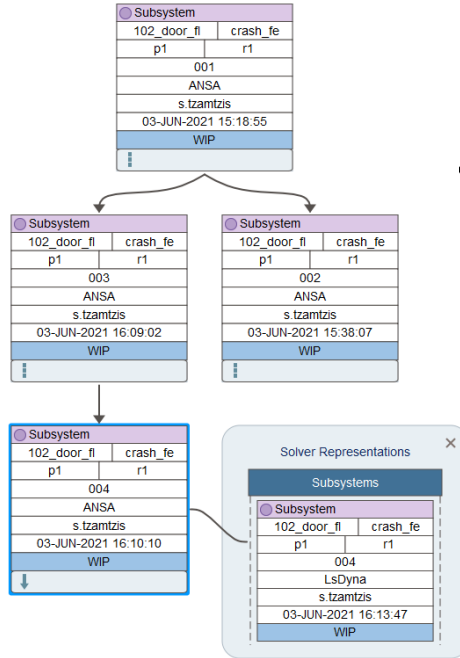 Subsystem
102_door_fl crash_fe
p1 r1
001
ANSA
s.tzamtzis
03-JUN-2021 15:18:55
WIP
Subsystem
102_door_fl crash_fe
p1 r1
003
ANSA
s.tzamtzis
03-JUN-2021 16:09:02
WIP
Subsystem
102_door_fl crash_fe
p1 r1
002
ANSA
s.tzamtzis
03-JUN-2021 15:38:07
WIP
Subsystem
102_door_fl crash_fe
p1 r1
004
ANSA
s.tzamtzis
03-JUN-2021 16:10:10
WIP
Solver Representations
Subsystems
Subsystem
102_door_fl crash_fe
p1 r1
004
LsDyna
s.tzamtzis
03-JUN-2021 16:13:47
WIP